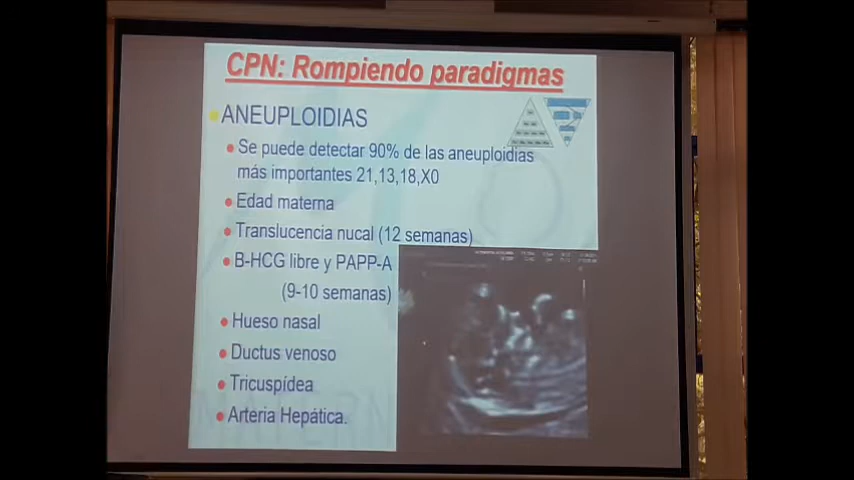 CPN: Rompiendo paradigmas
ANEUPLOIDIAS
Se puede detectar 90% de las aneuploidias
más importantes 21,13,18,X0
Edad materna
Translucencia nucal (12 semanas)
B-HCG libre y PAPP-A
(9-10 semanas)
Hueso nasal
Ductus venoso
Tricuspídea
Arteria Hepática.